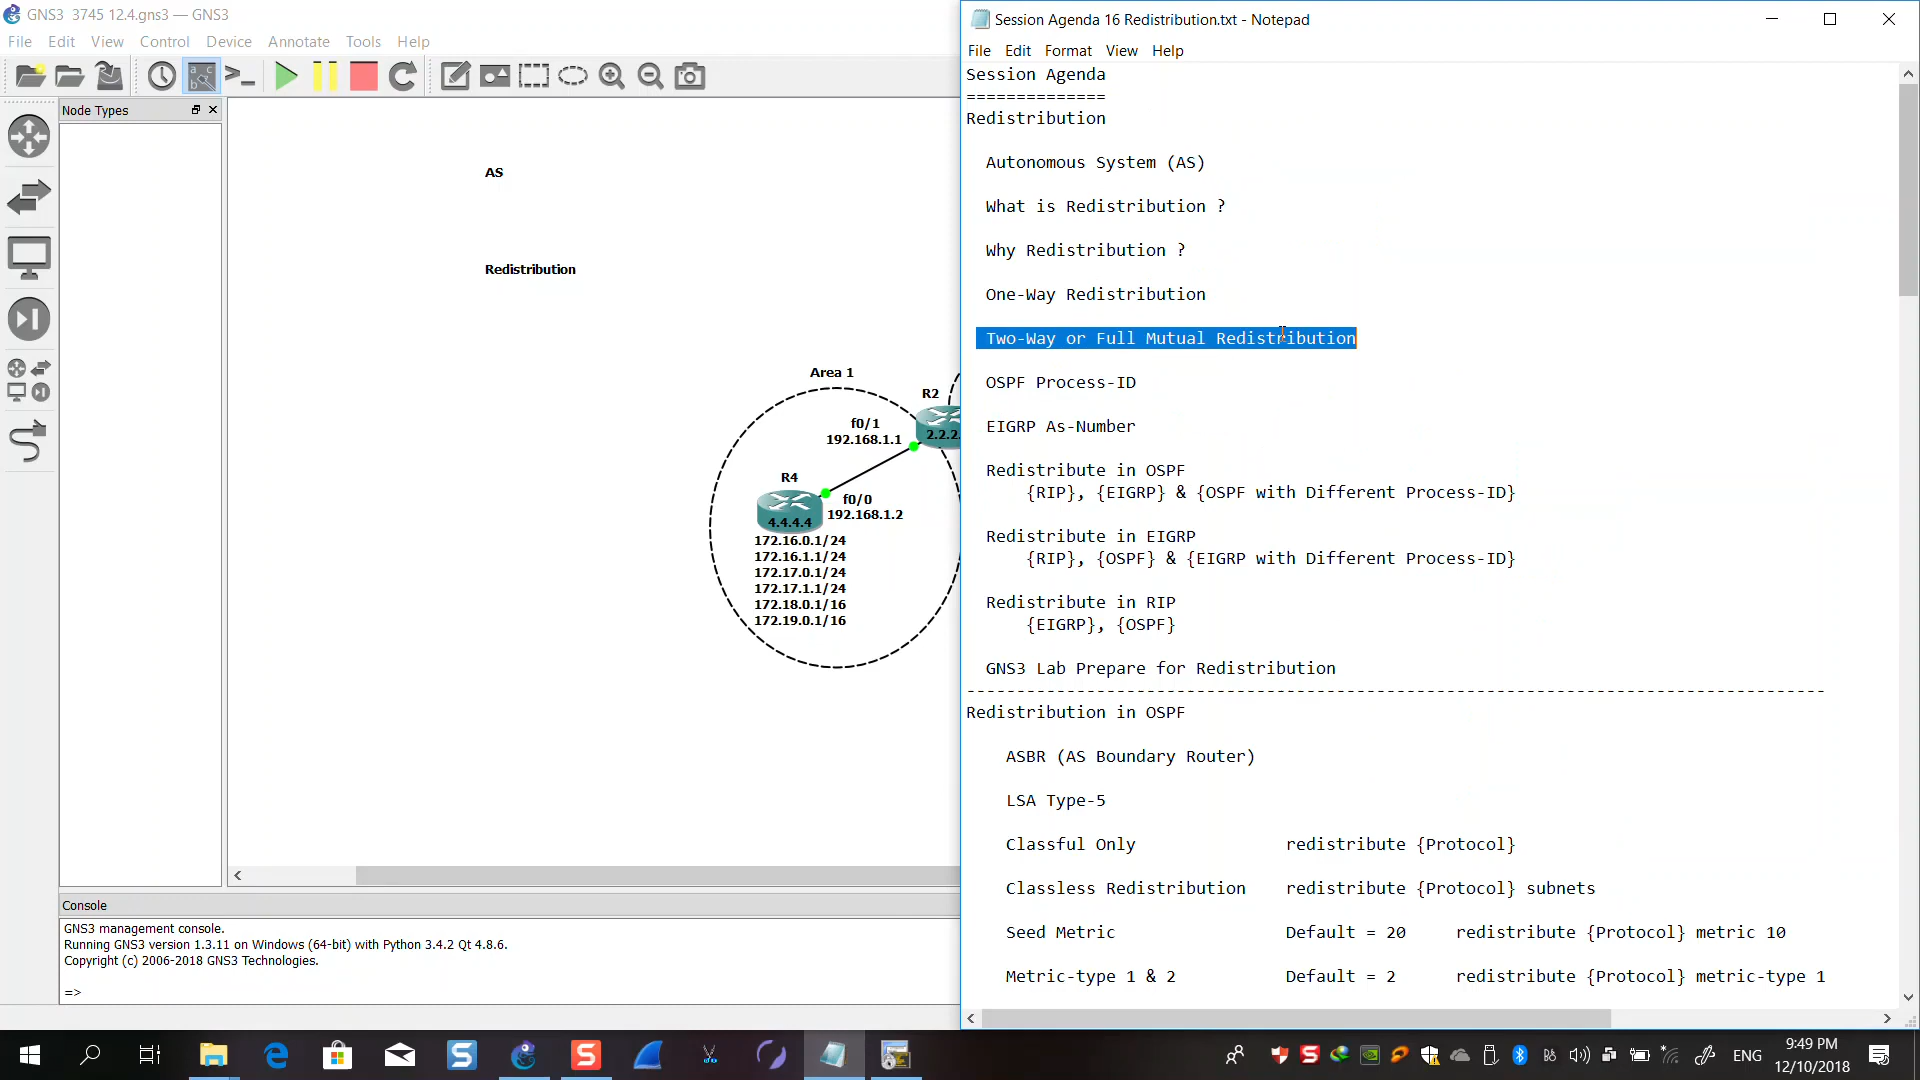 GNS3 3745 12.4.gns3 — GNS3
File Edit View Control Device Annotate Tools Help
Node Types
AS
Redistribution
Area 1
R2
f0/1
192.168.1.1
2.2.2.
R4
f0/0
192.168.1.2
4.4.4.4
172.16.0.1/24
172.16.1.1/24
172.17.0.1/24
172.17.1.1/24
172.18.0.1/16
172.19.0.1/16
Console
GNS3 management console.
Running GNS3 version 1.3.11 on Windows (64-bit) with Python 3.4.2 Qt 4.8.6.
Copyright (c) 2006-2018 GNS3 Technologies.
=>
Session Agenda 16 Redistribution.txt - Notepad
File Edit Format View Help
Session Agenda
==============
Redistribution
Autonomous System (AS)
What is Redistribution ?
Why Redistribution ?
One-Way Redistribution
Two-Way or Full Mutual Redistribution
OSPF Process-ID
EIGRP As-Number
Redistribute in OSPF
{RIP}, {EIGRP} & {OSPF with Different Process-ID}
Redistribute in EIGRP
{RIP}, {OSPF} & {EIGRP with Different Process-ID}
Redistribute in RIP
{EIGRP}, {OSPF}
GNS3 Lab Prepare for Redistribution
--------------------------------------------------------------------------------------
Redistribution in OSPF
ASBR (AS Boundary Router)
LSA Type-5
Classful Only redistribute {Protocol}
Classless Redistribution redistribute {Protocol} subnets
Seed Metric Default = 20 redistribute {Protocol} metric 10
Metric-type 1 & 2 Default = 2 redistribute {Protocol} metric-type 1
ENG
9:49 PM
12/10/2018